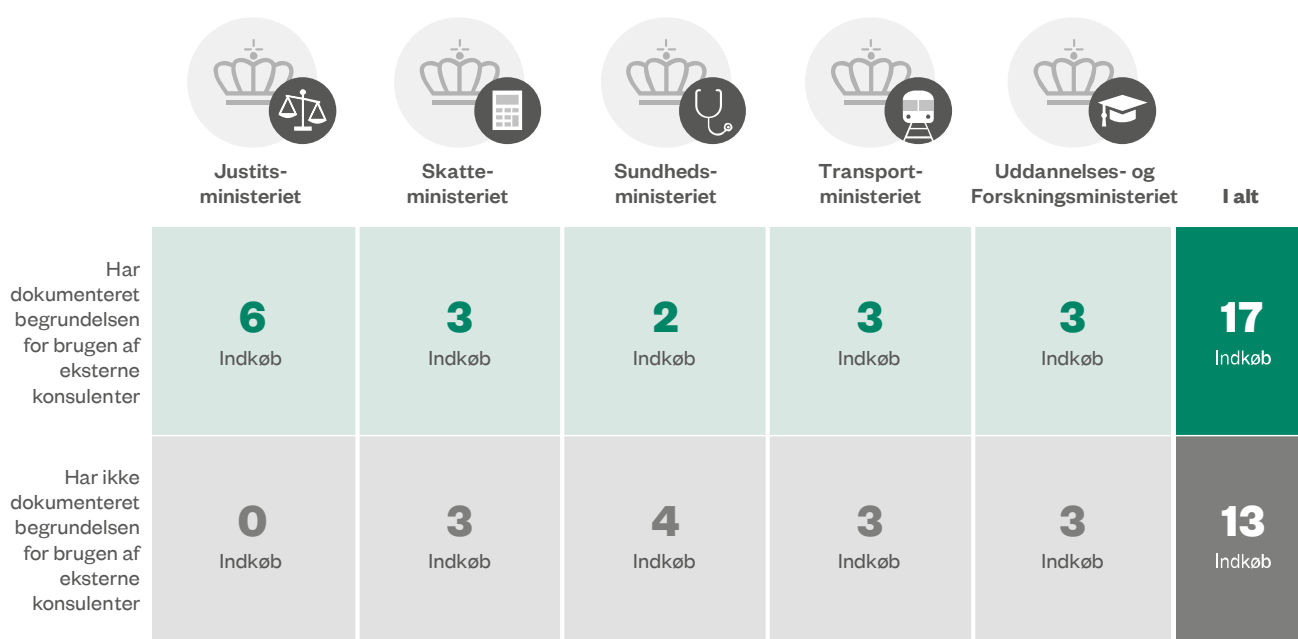 Justits-
ministeriet
Skatte-
ministeriet
Sundheds-
ministeriet
Transport-
ministeriet
Uddannelses- og
Forskningsministeriet
I alt
Har
dokumenteret
begrundelsen
for brugen af
eksterne
konsulenter
6
Indkøb
3
Indkøb
2
Indkøb
3
Indkøb
3
Indkøb
17
Indkøb
Har ikke
dokumenteret
begrundelsen
for brugen af
eksterne
konsulenter
0
Indkøb
3
Indkøb
4
Indkøb
3
Indkøb
3
Indkøb
13
Indkøb